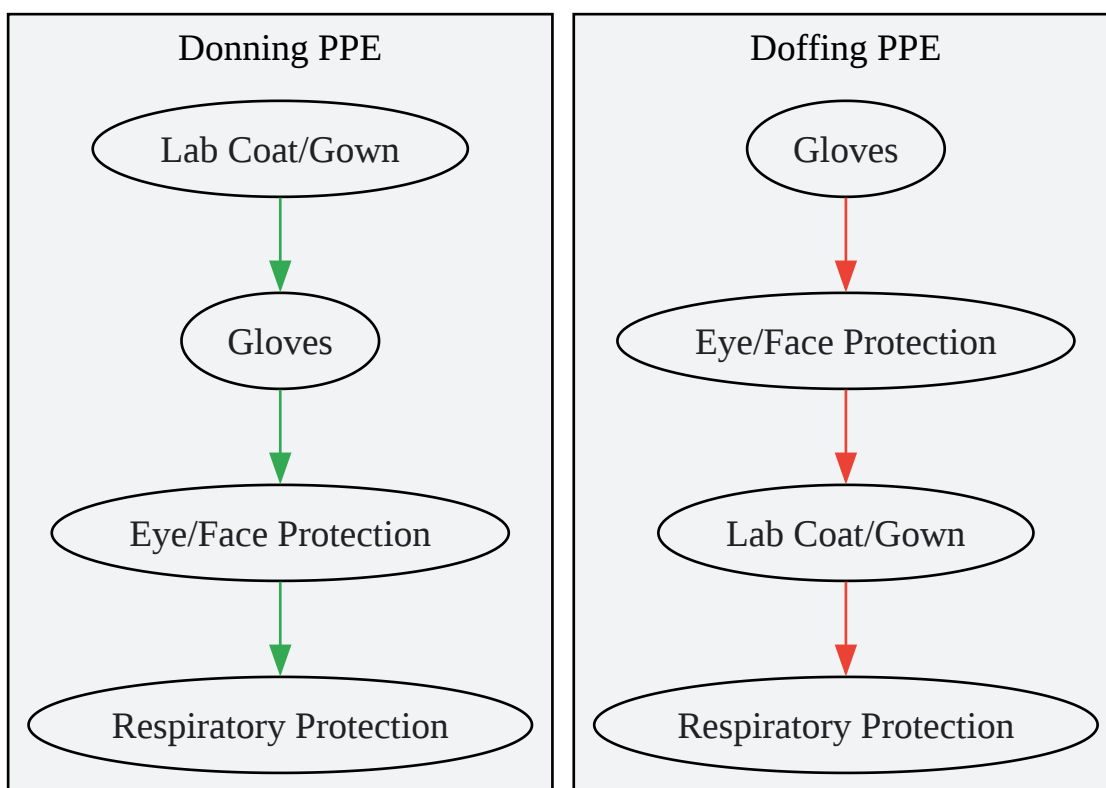 Donning PPE
Lab Coat/Gown
Gloves
Eye/Face Protection
Respiratory Protection
Doffing PPE
Gloves
Eye/Face Protection
Lab Coat/Gown
Respiratory Protection